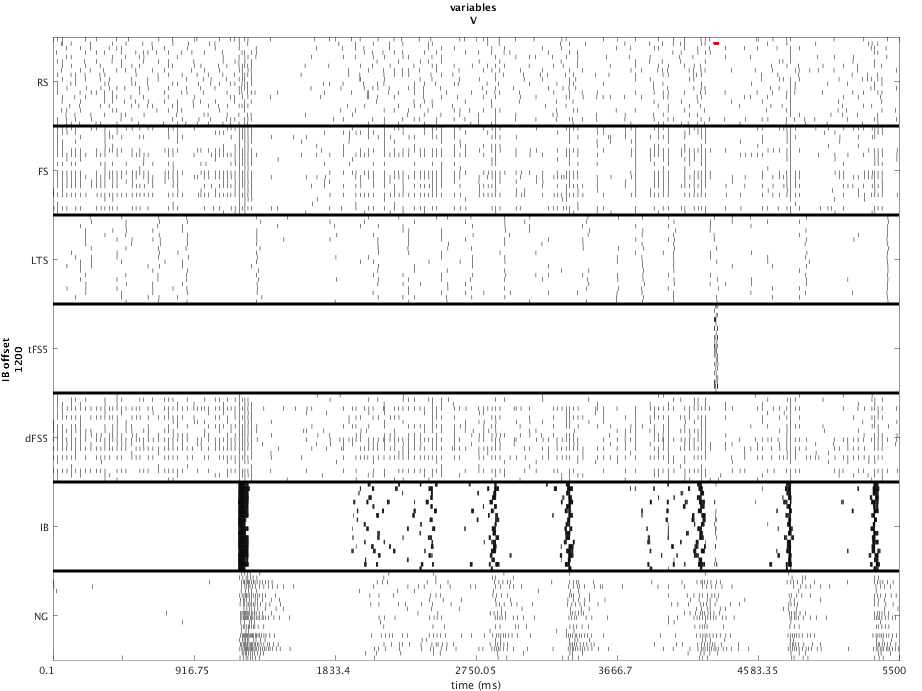 variables
V
RS
FS
LTS
tFS5
dFS5
IB
NG
IB offset
1200
0.1 916.75 1833.4 2750.05 3666.7 4583.35 5500
time (ms)